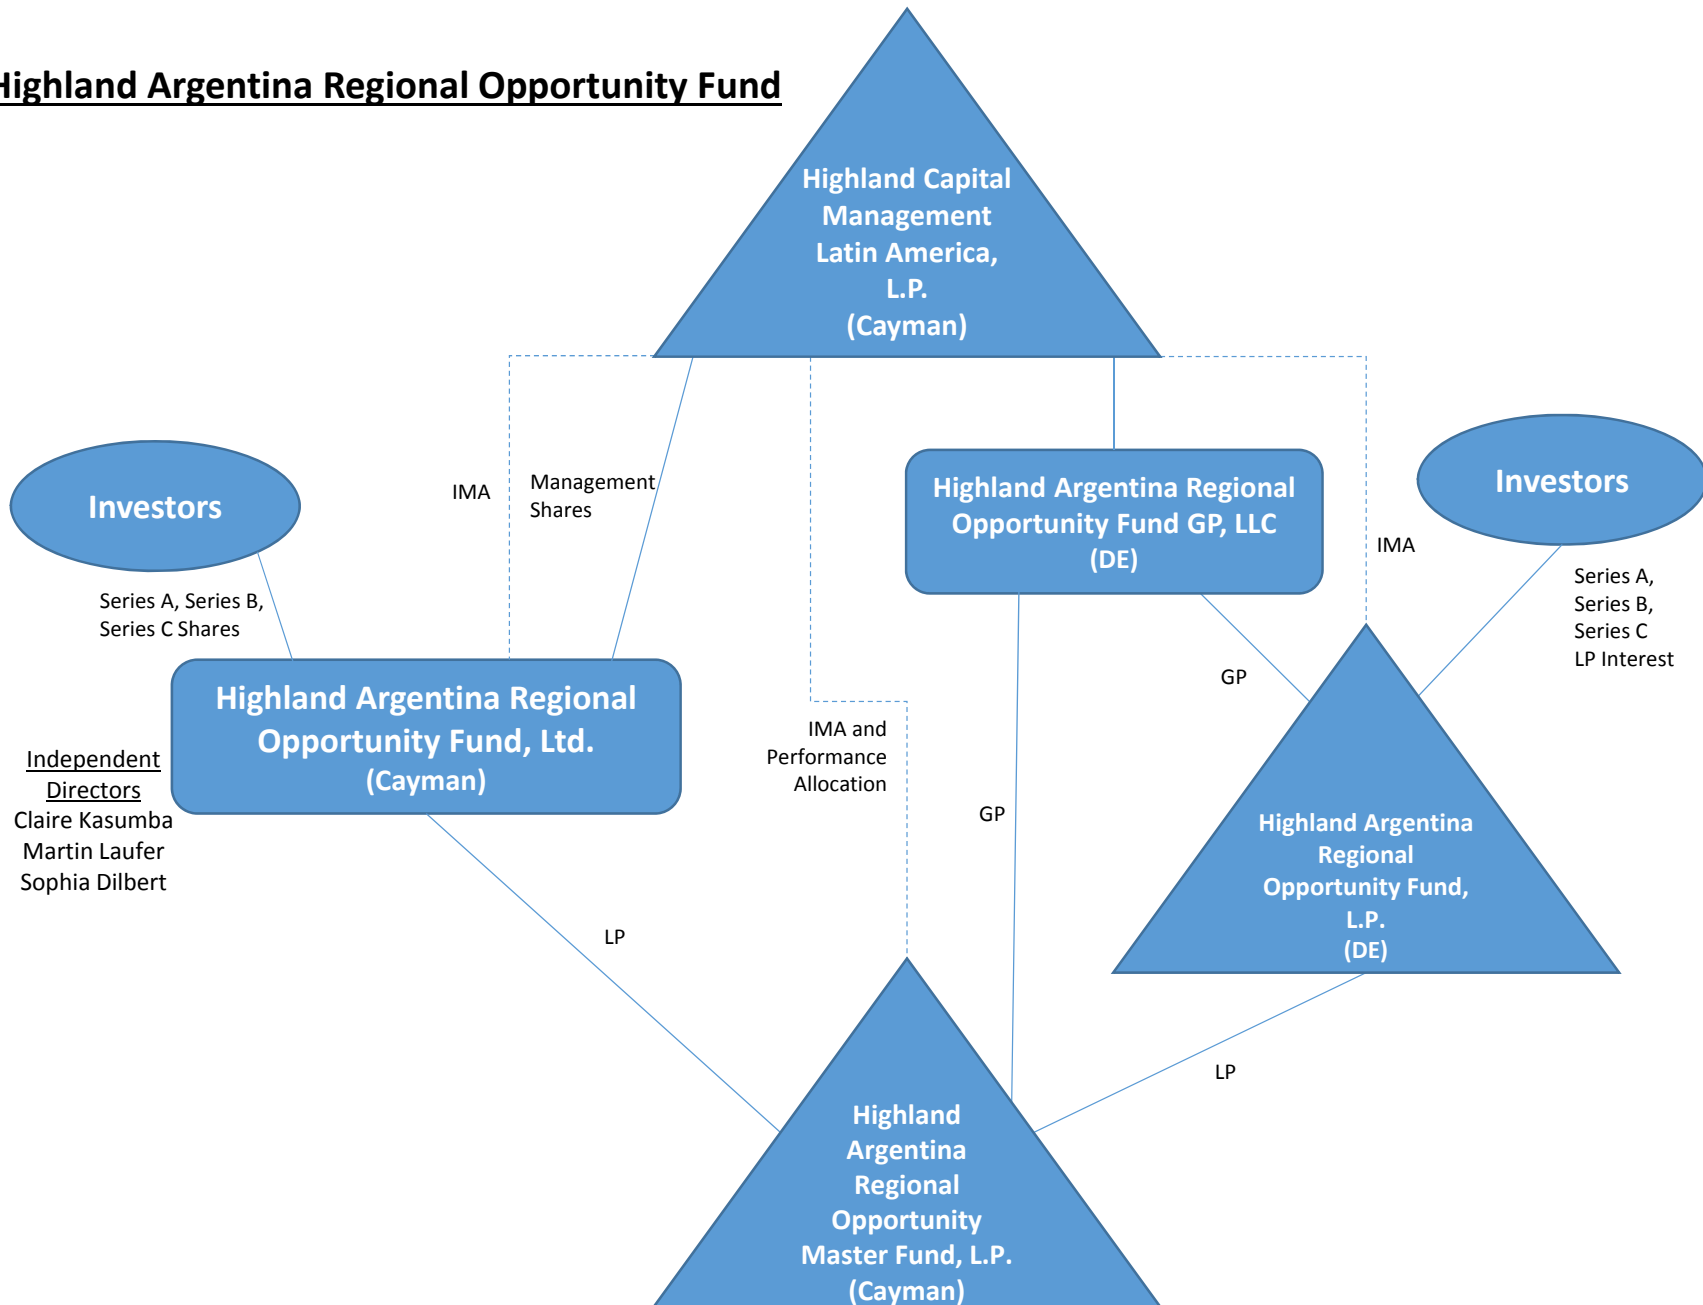 Highland Argentina Regional Opportunity Fund
Highland Capital
Management
Latin America,
L.P.
(Cayman)
Investors
IMA
Management
Shares
Highland Argentina Regional
Opportunity Fund GP, LLC
(DE)
IMA
Investors
Series A, Series B,
Series C Shares
Series A,
Series B,
Series C
LP Interest
Highland Argentina Regional
Opportunity Fund, Ltd.
(Cayman)
GP
Independent
Directors
Claire Kasumba
Martin Laufer
Sophia Dilbert
IMA and
Performance
Allocation
GP
Highland Argentina
Regional
Opportunity Fund,
L.P.
(DE)
LP
LP
Highland
Argentina
Regional
Opportunity
Master Fund, L.P.
(Cayman)